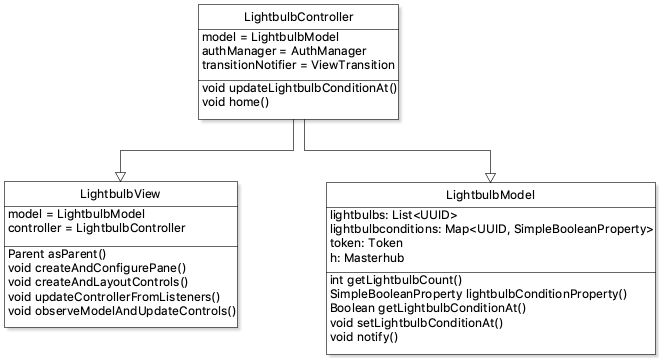 LightbulbController
model = LightbulbModel
authManager = AuthManager
transitionNotifier = ViewTransition
void updateLightbulbConditionAt()
void home()
LightbulbView
model = LightbulbModel
controller = LightbulbController
Parent asParent()
void createAndConfigurePane()
void createAndLayoutControls()
void updateControllerFromListeners()
void observeModelAndUpdateControls()
LightbulbModel
lightbulbs: List<UUID>
lightbulbconditions: Map<UUID, SimpleBooleanProperty>
token: Token
h: Masterhub
int getLightbulbCount()
SimpleBooleanProperty lightbulbConditionProperty()
Boolean getLightbulbConditionAt()
void setLightbulbConditionAt()
void notify()